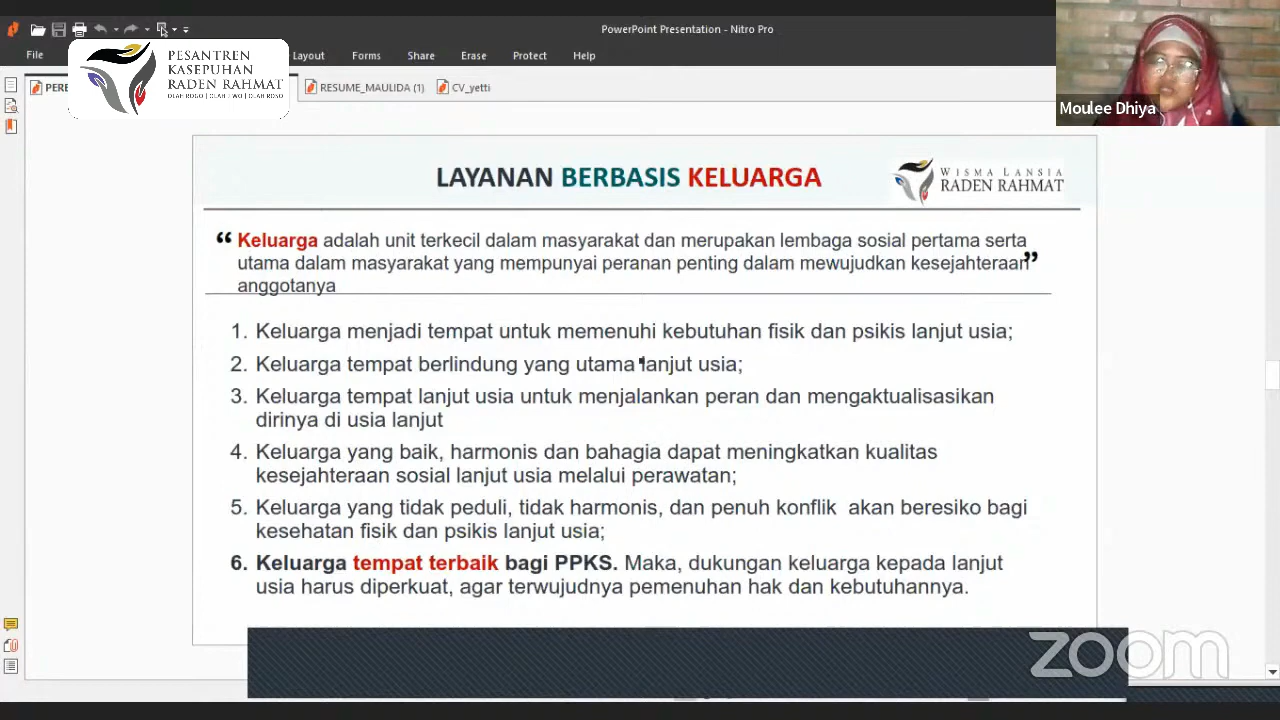 PowerPoint Presentation - Nitro Pro
File
Layout
Forms
Share
Erase
Protect
Help
PESANTREN
KASEPUHAN
RADEN RAHMAT
OLAH ROGO | OLAH JIWO | OLAH ROSO
PERE
RESUME_MAULIDA (1)
CV_yetti
Moulee Dhiya
LAYANAN BERBASIS KELUARGA
WISMA LANSIA
RADEN RAHMAT
“ Keluarga adalah unit terkecil dalam masyarakat dan merupakan lembaga sosial pertama serta
utama dalam masyarakat yang mempunyai peranan penting dalam mewujudkan kesejahteraan ”
anggotanya
1. Keluarga menjadi tempat untuk memenuhi kebutuhan fisik dan psikis lanjut usia;
2. Keluarga tempat berlindung yang utama lanjut usia;
3. Keluarga tempat lanjut usia untuk menjalankan peran dan mengaktualisasikan
dirinya di usia lanjut
4. Keluarga yang baik, harmonis dan bahagia dapat meningkatkan kualitas
kesejahteraan sosial lanjut usia melalui perawatan;
5. Keluarga yang tidak peduli, tidak harmonis, dan penuh konflik akan beresiko bagi
kesehatan fisik dan psikis lanjut usia;
6. Keluarga tempat terbaik bagi PPKS. Maka, dukungan keluarga kepada lanjut
usia harus diperkuat, agar terwujudnya pemenuhan hak dan kebutuhannya.
zoom